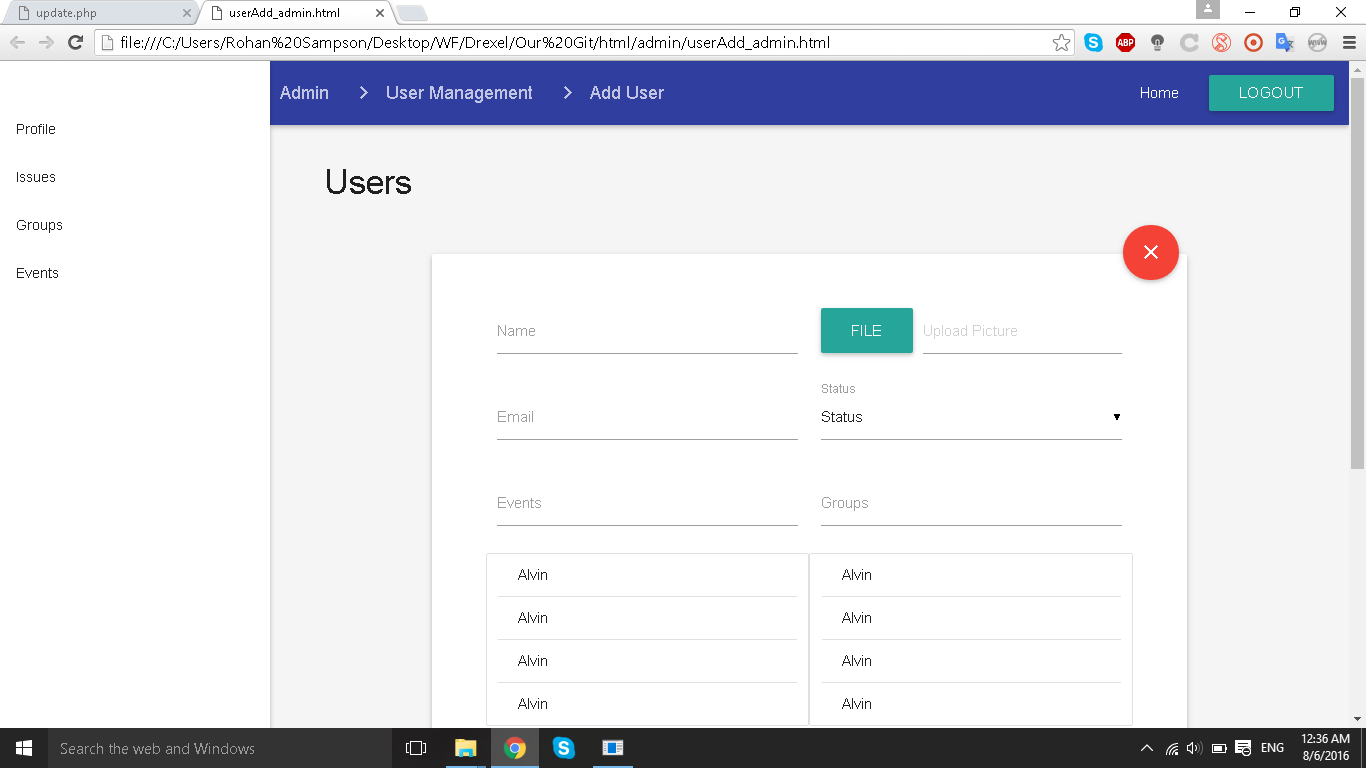 update.php
userAdd_admin.html
file:///C:/Users/Rohan%20Sampson/Desktop/WF/Drexel/Our%20Git/html/admin/userAdd_admin.html
ABP
Admin
User Management
Add User
Home
LOGOUT
Profile
Issues
Groups
Events
Users
Name
FILE
Upload Picture
Email
Status
Status
Events
Groups
Alvin
Alvin
Alvin
Alvin
Alvin
Alvin
Alvin
Alvin
Search the web and Windows
ENG
12:36 AM
8/6/2016